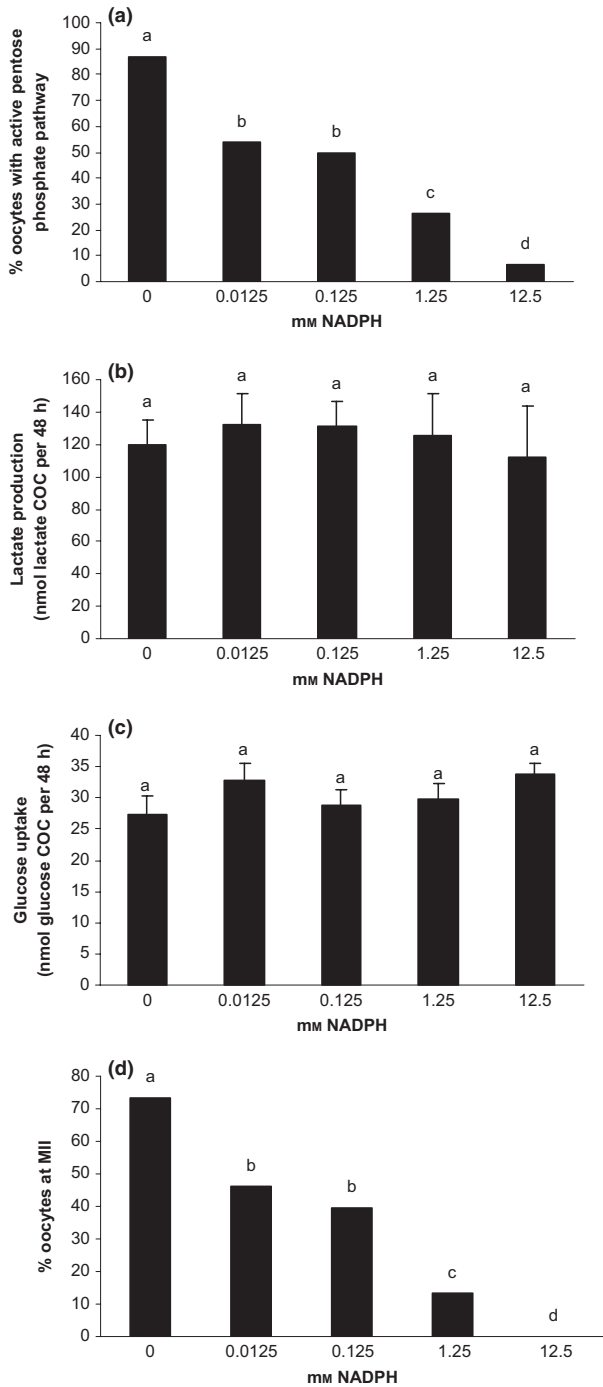 (a)
% oocytes with active pentose
phosphate pathway
100
90
80
70
60
50
40
30
20
10
0
a
b
b
c
d
0
0.0125
0.125
1.25
12.5
mM NADPH
(b)
Lactate production
(nmol lactate COC per 48 h)
160
140
120
100
80
60
40
20
0
a
a
a
a
a
0
0.0125
0.125
1.25
12.5
mM NADPH
(c)
Glucose uptake
(nmol glucose COC per 48 h)
40
35
30
25
20
15
10
5
0
a
a
a
a
a
0
0.0125
0.125
1.25
12.5
mM NADPH
(d)
% oocytes at MII
80
70
60
50
40
30
20
10
0
a
b
b
c
d
0
0.0125
0.125
1.25
12.5
mM NADPH